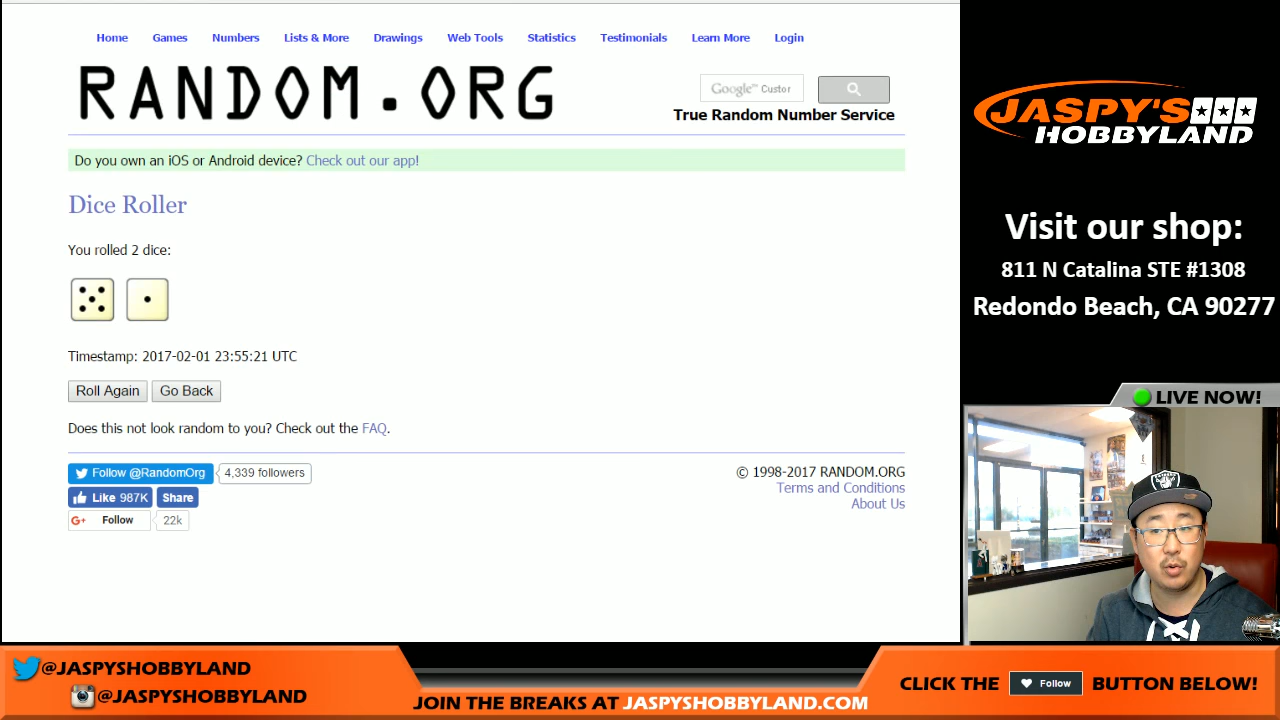 Home Games Numbers Lists & More Drawings Web Tools Statistics Testimonials Learn More Login
RANDOM.ORG
Google™ Custor
True Random Number Service
Do you own an iOS or Android device? Check out our app!
Dice Roller
You rolled 2 dice:
Timestamp: 2017-02-01 23:55:21 UTC
Roll Again Go Back
Does this not look random to you? Check out the FAQ.
Follow @RandomOrg 4,339 followers
Like 987K Share
G+ Follow 22k
© 1998-2017 RANDOM.ORG
Terms and Conditions
About Us
JASPY'S
HOBBYLAND
Visit our shop:
811 N Catalina STE #1308
Redondo Beach, CA 90277
LIVE NOW!
@JASPYSHOBBYLAND
@JASPYSHOBBYLAND
JOIN THE BREAKS AT JASPYSHOBBYLAND.COM
CLICK THE Follow BUTTON BELOW!